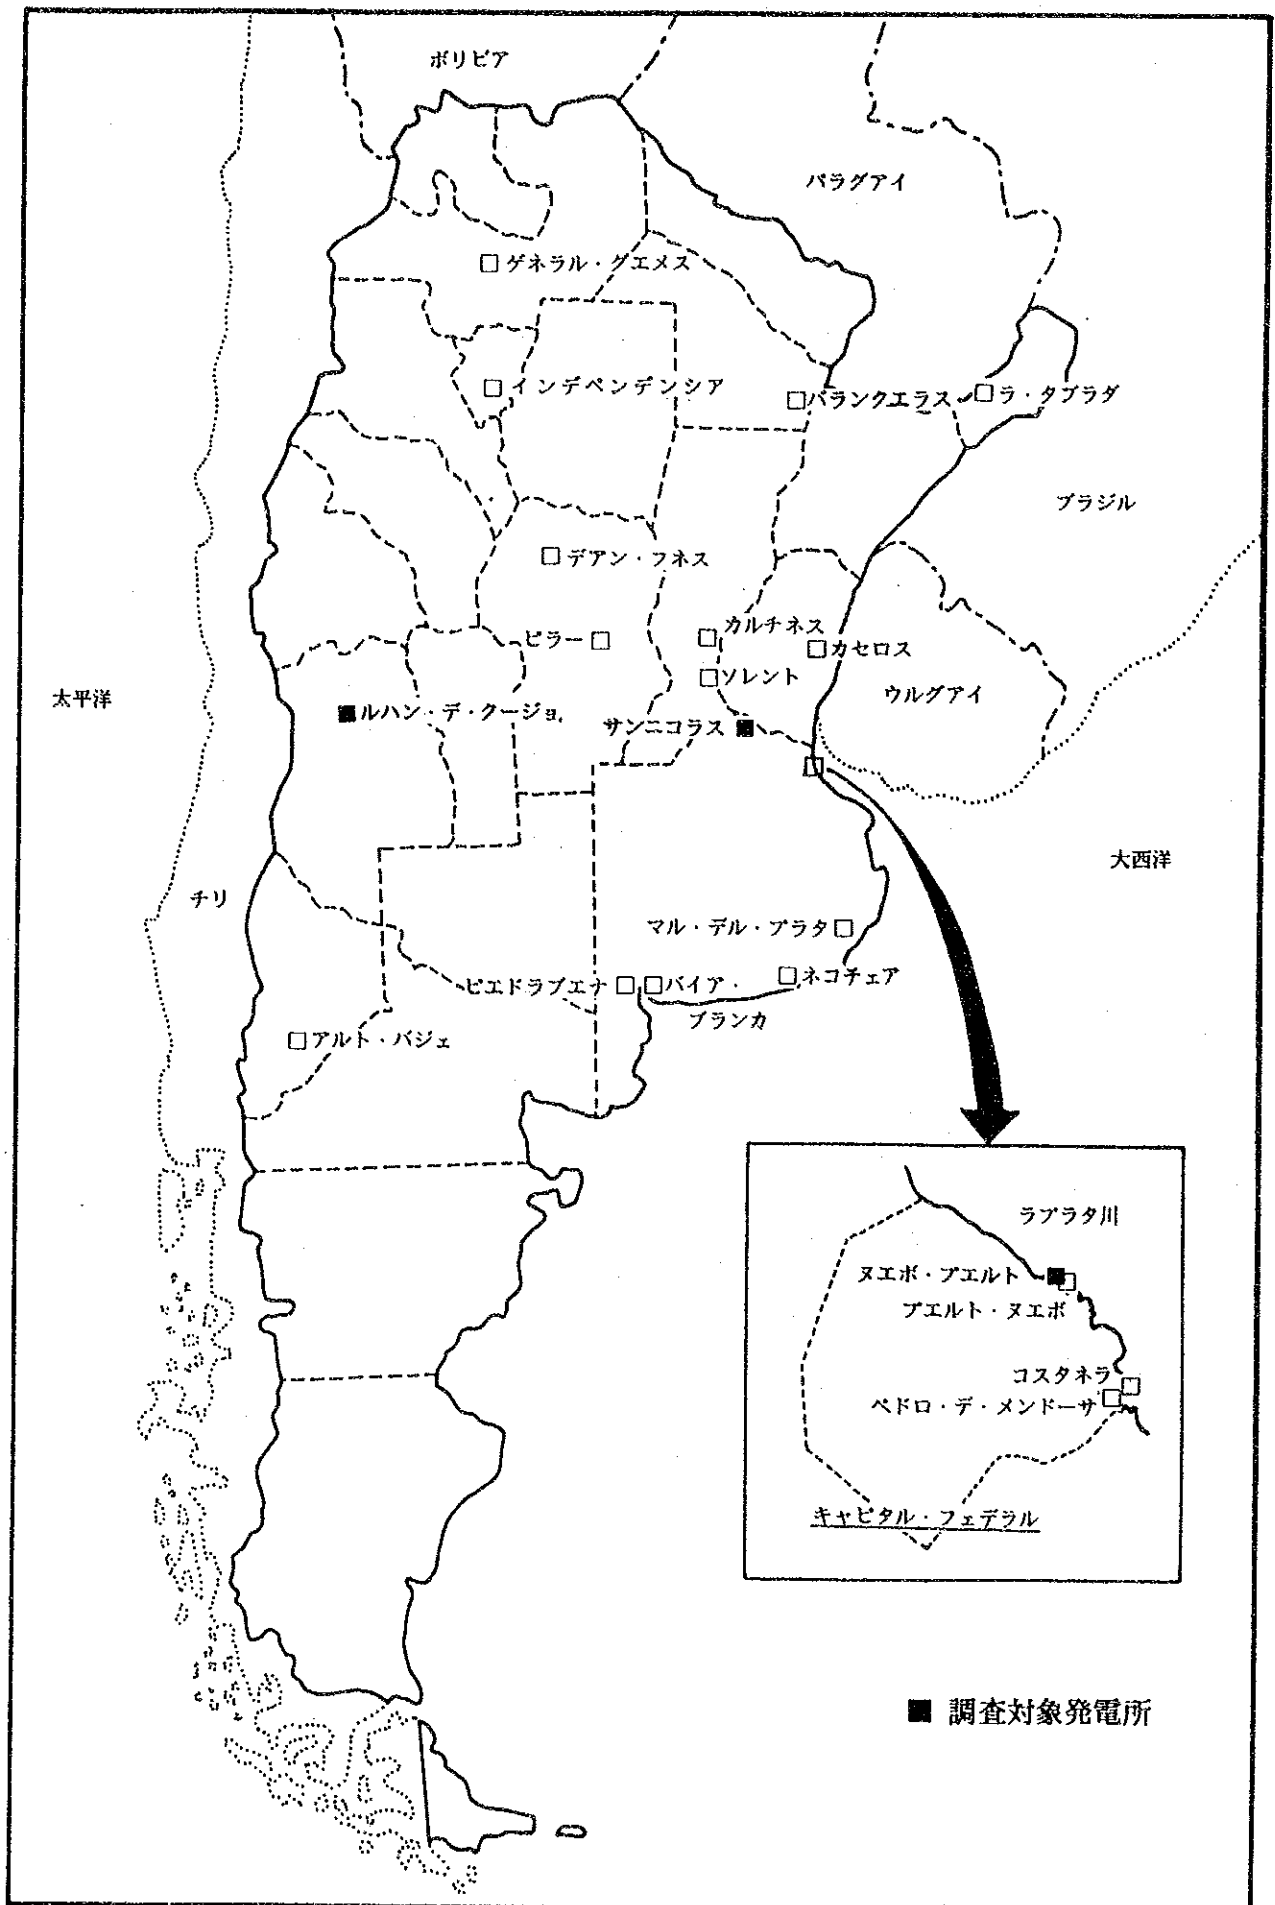 ボリビア
パラグアイ
ゲネラル・グエメス
インデペンデンシア
バランクエラス
ラ・タブラダ
ブラジル
デアン・フネス
カルチネス
ピラー
カセロス
ソレント
ウルグアイ
太平洋
ルハン・デ・クージョ
サンニコラス
大西洋
チリ
マル・デル・プラタ
ネコチェア
ピエドラブエナ
バイア・
ブランカ
アルト・バジェ
ラプラタ川
ヌエボ・プエルト
プエルト・ヌエボ
コスタネラ
ペドロ・デ・メンドーサ
キャピタル・フェデラル
■ 調査対象発電所